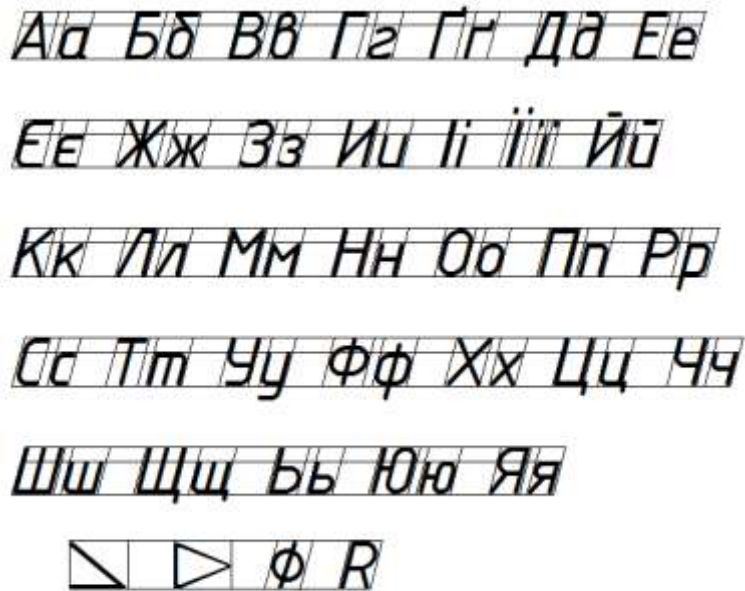 Аа Бб Вв Гг Ґґ Дд Ее
Єє Жж Зз Ии Іі Її Йй
Кк Лл Мм Нн Оо Пп Рр
Сс Тт Уу Фф Хх Цц Чч
Шш Щщ Ьь Юю Яя
⌳ ▷ ϕ R